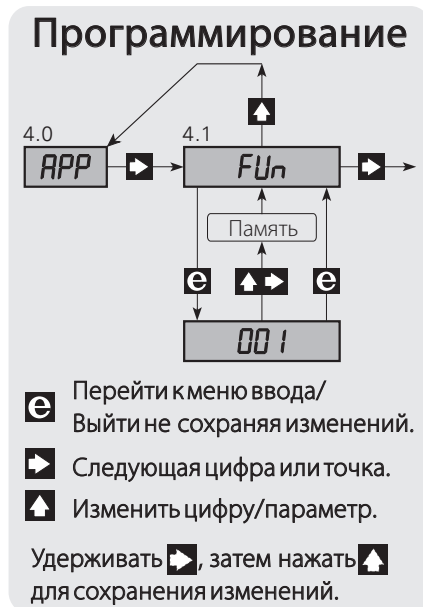 Программирование
4.0 4.1
APP FUn
Память
e e
001
e Перейти к меню ввода/
Выйти не сохраняя изменений.
Следующая цифра или точка.
Изменить цифру/параметр.
Удерживать , затем нажать
для сохранения изменений.